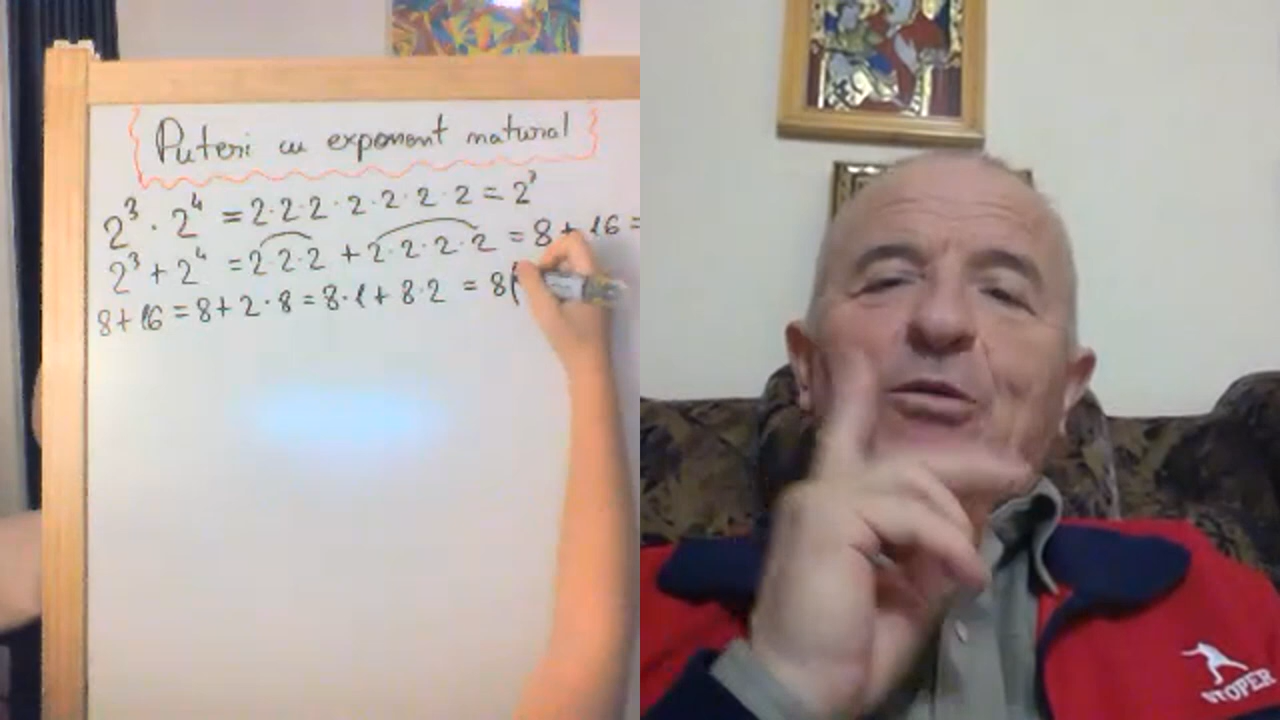 Puteri cu exponent natural
2³ · 2⁴ = 2·2·2·2·2·2·2 = 2⁷
2³ + 2⁴ = 2·2·2 + 2·2·2·2 = 8 + 16 =
8 + 16 = 8 + 2·8 = 8·1 + 8·2 = 8(
STOPER